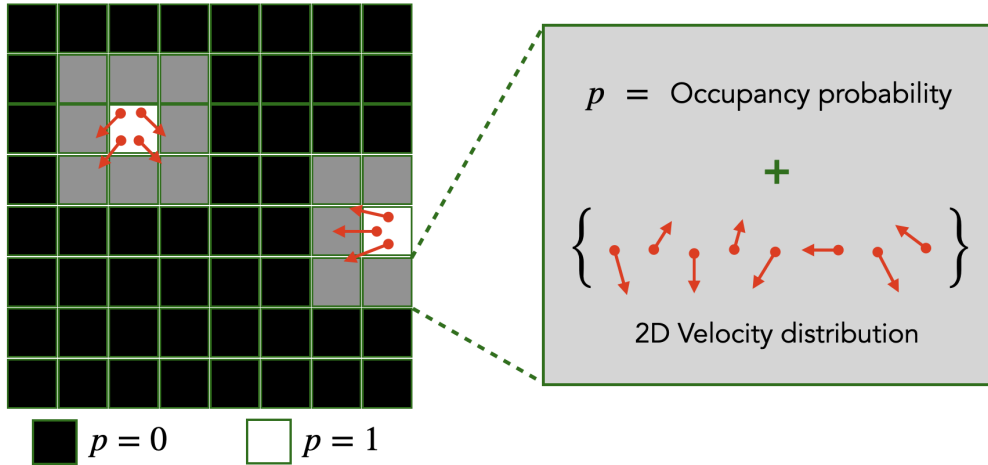 p = Occupancy probability
+
{ }
2D Velocity distribution
p = 0
p = 1